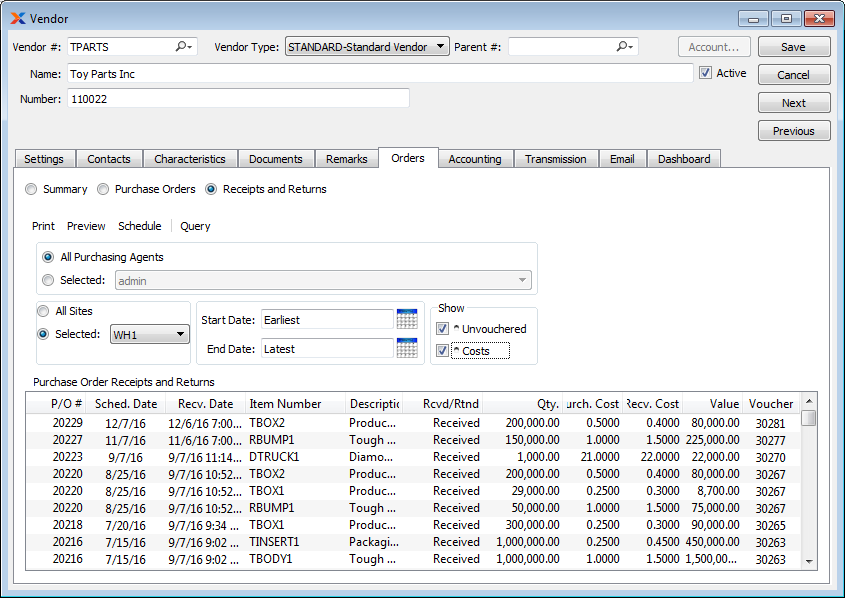 Vendor
Vendor #: TPARTS Vendor Type: STANDARD-Standard Vendor Parent #: Account... Save
Name: Toy Parts Inc Active Cancel
Number: 110022 Next
Previous
Settings Contacts Characteristics Documents Remarks Orders Accounting Transmission Email Dashboard
Summary Purchase Orders Receipts and Returns
Print Preview Schedule Query
All Purchasing Agents
Selected: admin
All Sites Start Date: Earliest Show
Selected: WH1 End Date: Latest ^ Unvouchered
^ Costs
Purchase Order Receipts and Returns
P/O # Sched. Date Recv. Date Item Number Descriptic Rcvd/Rtnd Qty. urch. Cost Recv. Cost Value Voucher
20229 12/7/16 12/6/16 7:00... TBOX2 Produc... Received 200,000.00 0.5000 0.4000 80,000.00 30281
20227 11/7/16 11/6/16 7:00... RBUMP1 Tough ... Received 150,000.00 1.0000 1.5000 225,000.00 30277
20223 9/7/16 9/7/16 11:14... DTRUCK1 Diamo... Received 1,000.00 21.0000 22.0000 22,000.00 30270
20220 8/25/16 9/7/16 10:52... TBOX2 Produc... Received 200,000.00 0.5000 0.4000 80,000.00 30267
20220 8/25/16 9/7/16 10:52... TBOX1 Produc... Received 29,000.00 0.2500 0.3000 8,700.00 30267
20220 8/25/16 9/7/16 10:52... RBUMP1 Tough ... Received 50,000.00 1.0000 1.5000 75,000.00 30267
20218 7/20/16 9/7/16 9:34 ... TBOX1 Produc... Received 300,000.00 0.2500 0.3000 90,000.00 30265
20216 7/15/16 9/7/16 9:02 ... TINSERT1 Packagi... Received 1,000,000.00 0.2500 0.4500 450,000.00 30263
20216 7/15/16 9/7/16 9:02 ... TBODY1 Tough ... Received 1,000,000.00 1.0000 1.5000 1,500,00... 30263